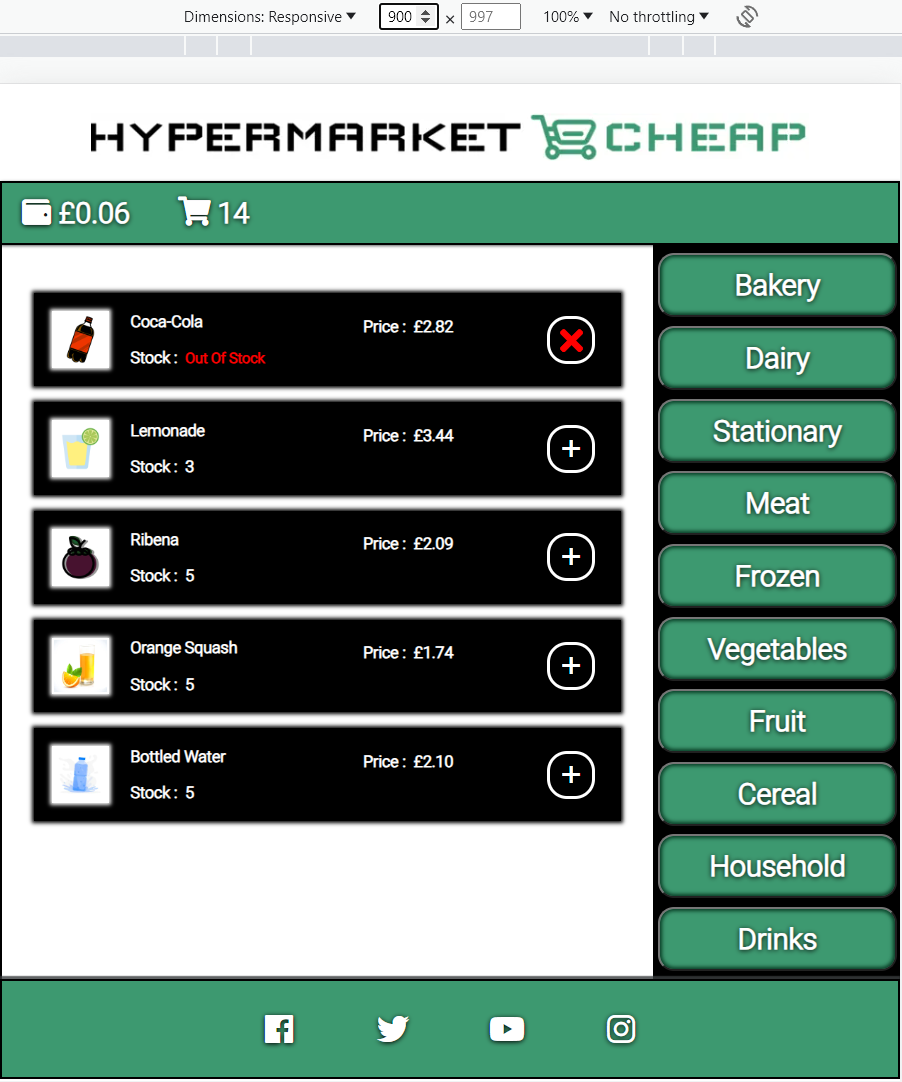 Dimensions: Responsive 900 × 997 100% No throttling
HYPERMARKET CHEAP
£0.06 14
Coca-Cola
Price : £2.82
Stock : Out Of Stock
Lemonade
Price : £3.44
Stock : 3
Ribena
Price : £2.09
Stock : 5
Orange Squash
Price : £1.74
Stock : 5
Bottled Water
Price : £2.10
Stock : 5
Bakery
Dairy
Stationary
Meat
Frozen
Vegetables
Fruit
Cereal
Household
Drinks